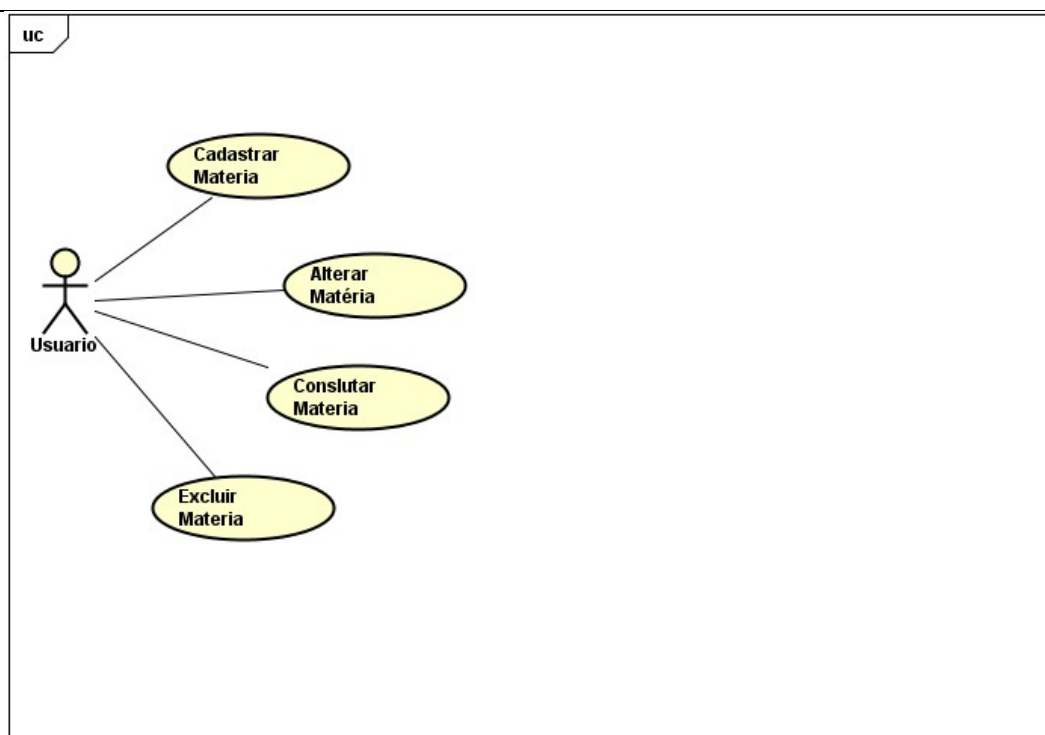 uc
Cadastrar
Materia
Alterar
Matéria
Usuario
Conslutar
Materia
Excluir
Materia